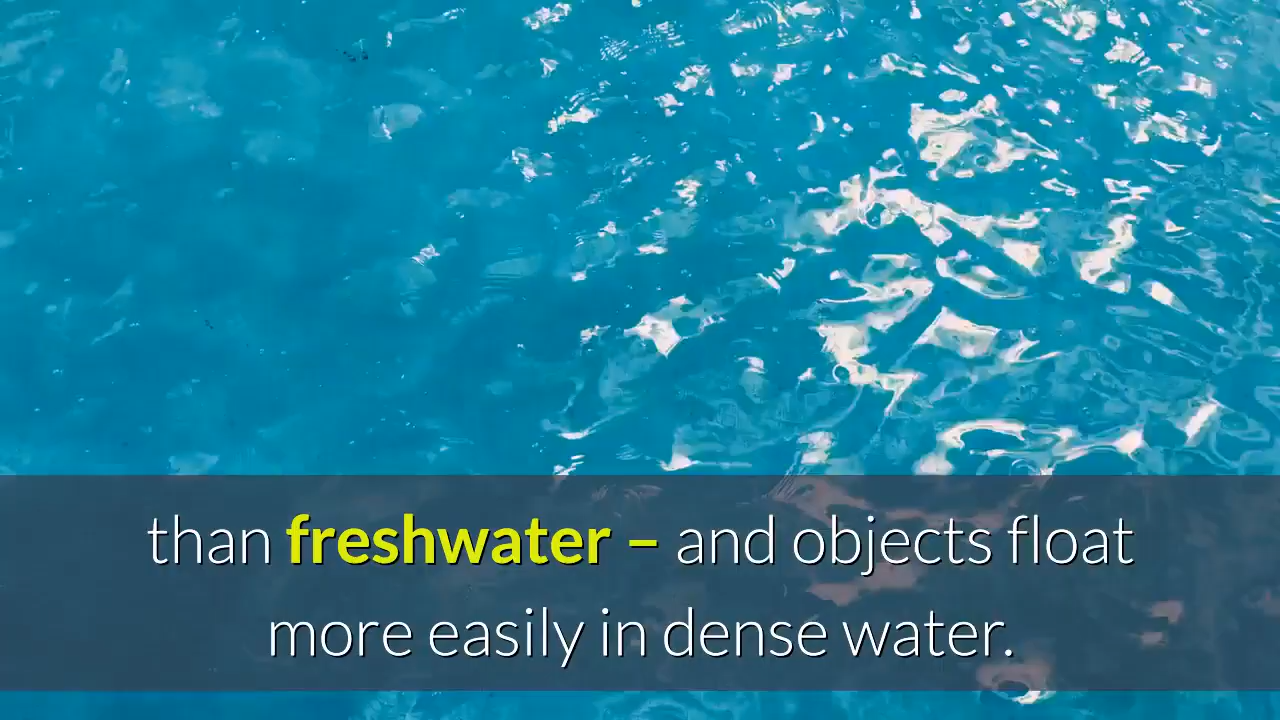 than freshwater – and objects float
more easily in dense water.